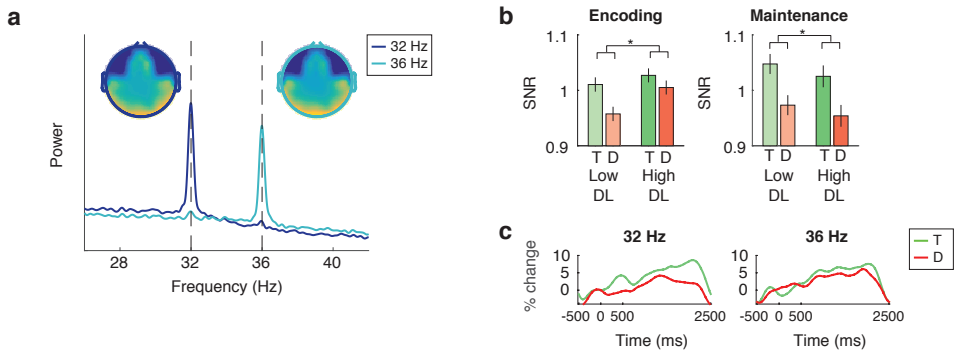 a
32 Hz
36 Hz
Power
28 32 36 40
Frequency (Hz)
b
Encoding
Maintenance
*
*
1.1
1
0.9
SNR
T D T D
Low High
DL DL
1.1
1
0.9
SNR
T D T D
Low High
DL DL
c
32 Hz
36 Hz
T
D
% change
10
5
0
-500 0 500 2500
Time (ms)
10
5
0
-500 0 500 2500
Time (ms)